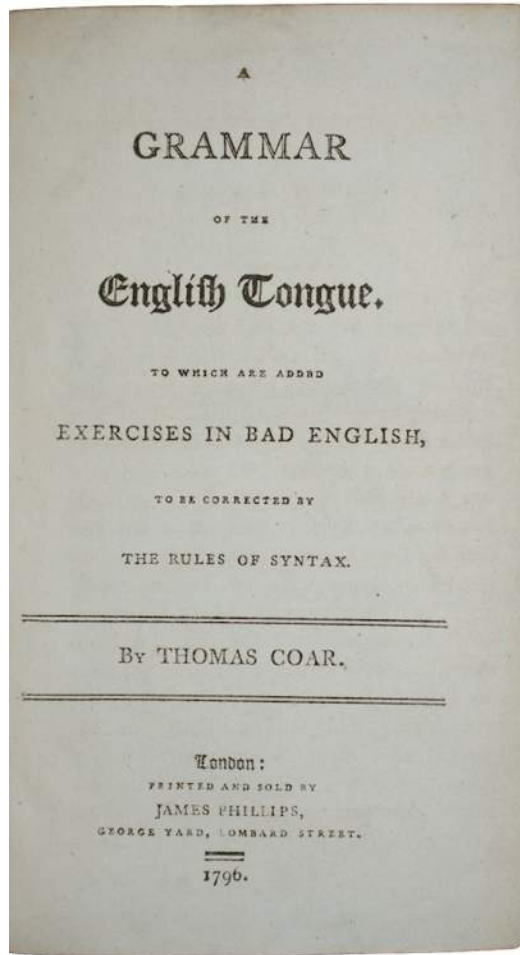 A
GRAMMAR
OF THE
Engliſh Tongue.
TO WHICH ARE ADDED
EXERCISES IN BAD ENGLISH,
TO BE CORRECTED BY
THE RULES OF SYNTAX.
By THOMAS COAR.
London:
PRINTED AND SOLD BY
JAMES PHILLIPS,
GEORGE YARD, LOMBARD STREET.
1796.